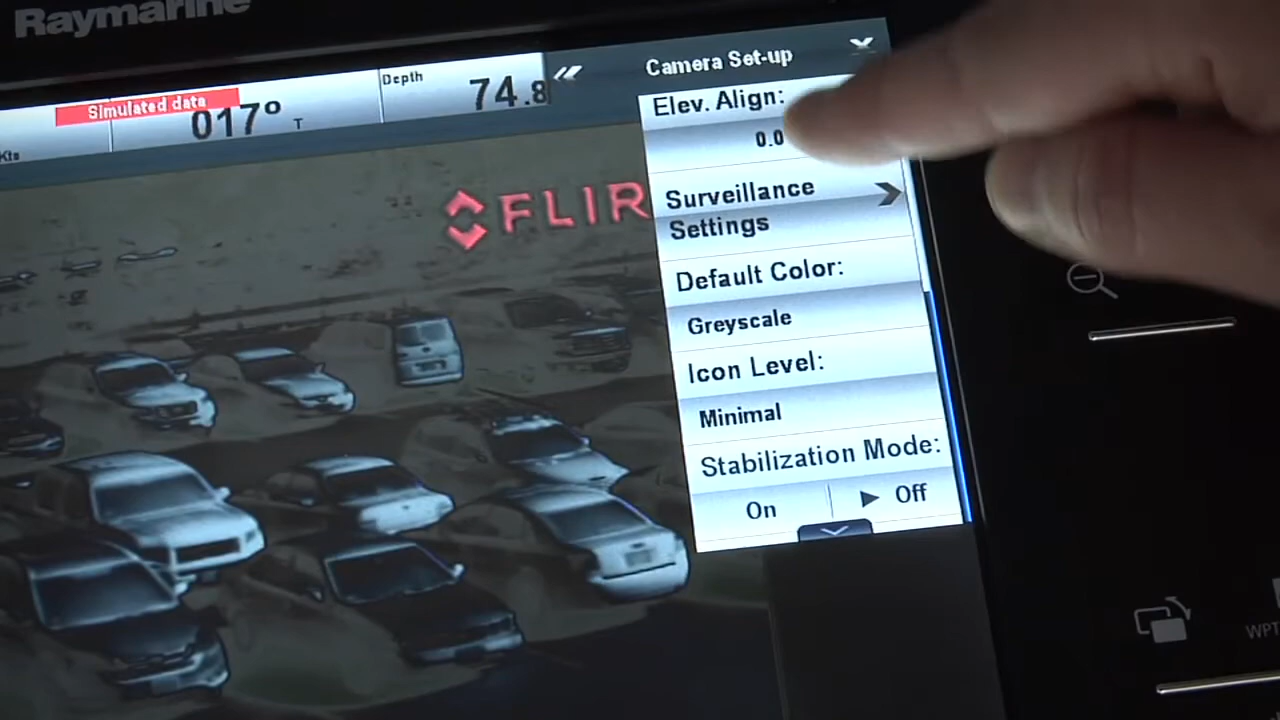 Raymarine
Simulated data
017° T
Depth
74.8
Kts
Camera Set-up
Elev. Align:
0.0
FLIR
Surveillance
Settings
Default Color:
Greyscale
Icon Level:
Minimal
Stabilization Mode:
On
Off
WPT